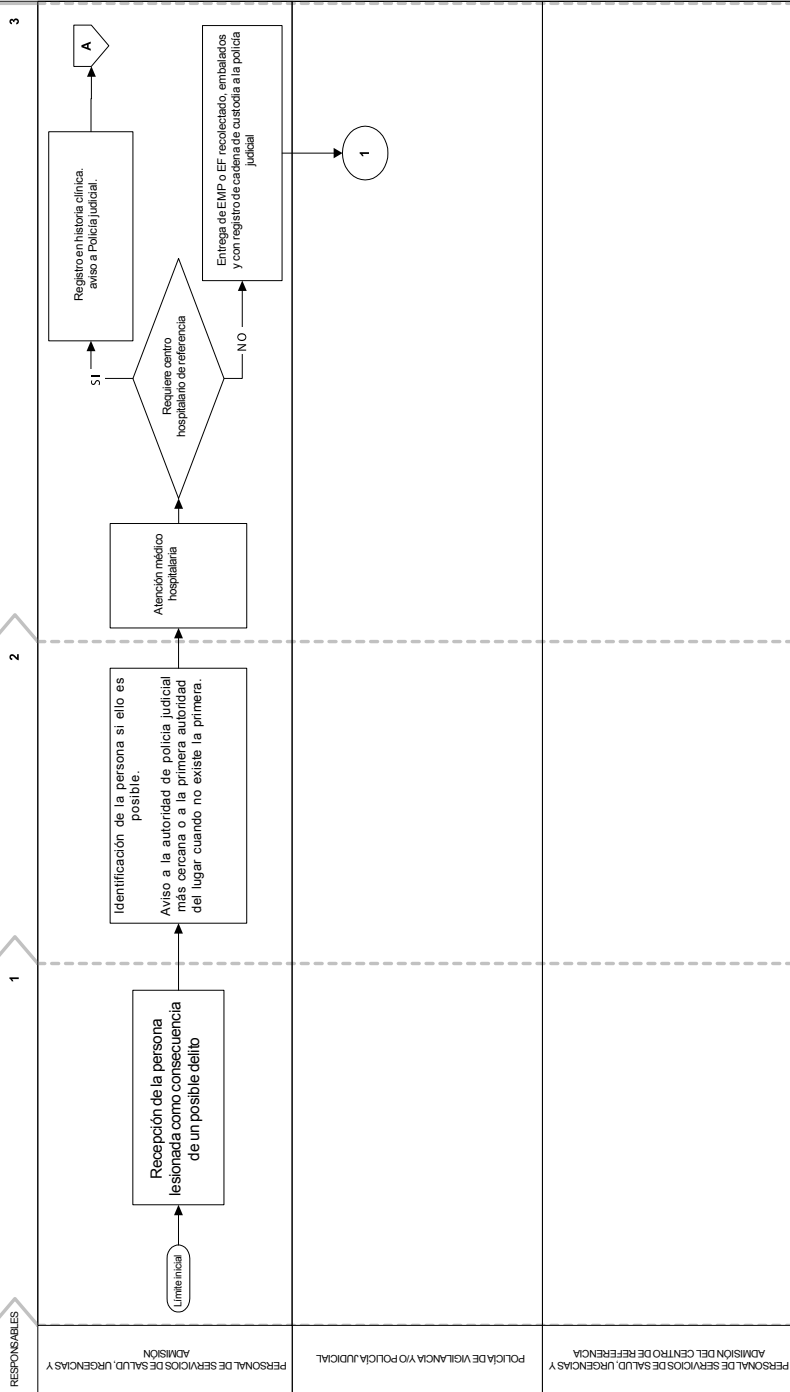 RESPONSABLES
1
2
3
PERSONAL DE SERVICIOS DE SALUD, URGENCIAS Y
ADMISIÓN
Límite inicial
Recepción de la persona
lesionada como consecuencia
de un posible delito
Identificación de la persona si ello es
posible.
Aviso a la autoridad de policia judicial
más cercana o a la primera autoridad
del lugar cuando no existe la primera.
Atención médico
hospitalaria
Requiere centro
hospitalario de referencia
SI
Registro en historia clínica.
aviso a Policía judicial.
A
NO
Entrega de EMP o EF recolectado, embalados
y con registro de cadena de custodia a la policía
judicial
1
POLICÍA DE VIGILANCIA Y/O POLICÍA JUDICIAL
PERSONAL DE SERVICIOS DE SALUD, URGENCIAS Y
ADMISIÓN DEL CENTRO DE REFERENCIA